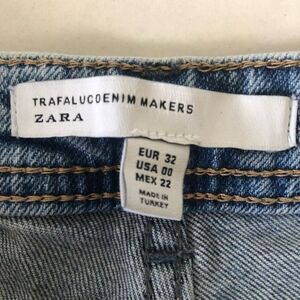 TRAFALUCDENIM MAKERS
ZARA
EUR 32
USA 00
MEX 22
MADE IN
TURKEY